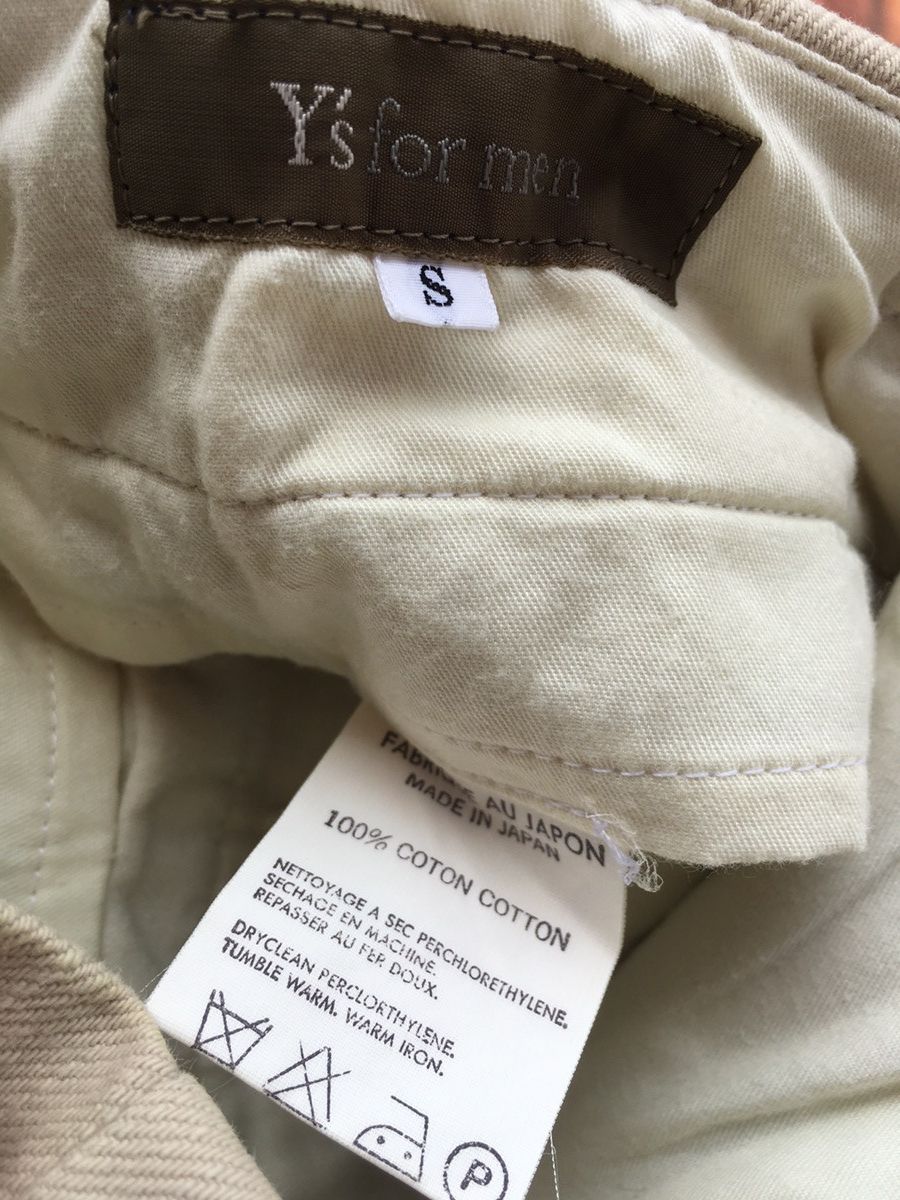 Y's for men
S
FABRIQUE AU JAPON
MADE IN JAPAN
100% COTON COTTON
NETTOYAGE A SEC PERCHLORETHYLENE.
SECHAGE EN MACHINE.
REPASSER AU FER DOUX.
DRYCLEAN PERCLORTHYLENE.
TUMBLE WARM. WARM IRON.
P